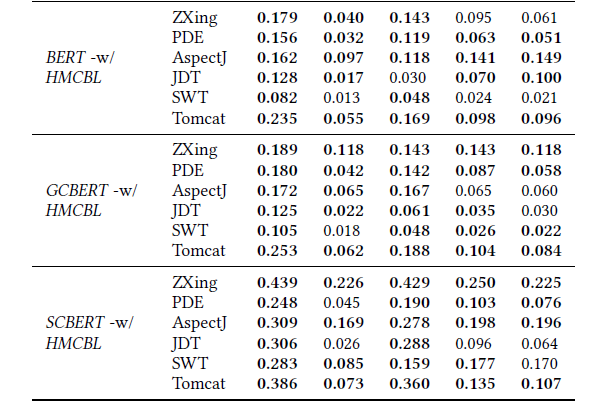 ZXing 0.179 0.040 0.143 0.095 0.061
PDE 0.156 0.032 0.119 0.063 0.051
BERT -w/ AspectJ 0.162 0.097 0.118 0.141 0.149
HMCBL JDT 0.128 0.017 0.030 0.070 0.100
SWT 0.082 0.013 0.048 0.024 0.021
Tomcat 0.235 0.055 0.169 0.098 0.096
ZXing 0.189 0.118 0.143 0.143 0.118
PDE 0.180 0.042 0.142 0.087 0.058
GCBERT -w/ AspectJ 0.172 0.065 0.167 0.065 0.060
HMCBL JDT 0.125 0.022 0.061 0.035 0.030
SWT 0.105 0.018 0.048 0.026 0.022
Tomcat 0.253 0.062 0.188 0.104 0.084
ZXing 0.439 0.226 0.429 0.250 0.225
PDE 0.248 0.045 0.190 0.103 0.076
SCBERT -w/ AspectJ 0.309 0.169 0.278 0.198 0.196
HMCBL JDT 0.306 0.026 0.288 0.096 0.064
SWT 0.283 0.085 0.159 0.177 0.170
Tomcat 0.386 0.073 0.360 0.135 0.107